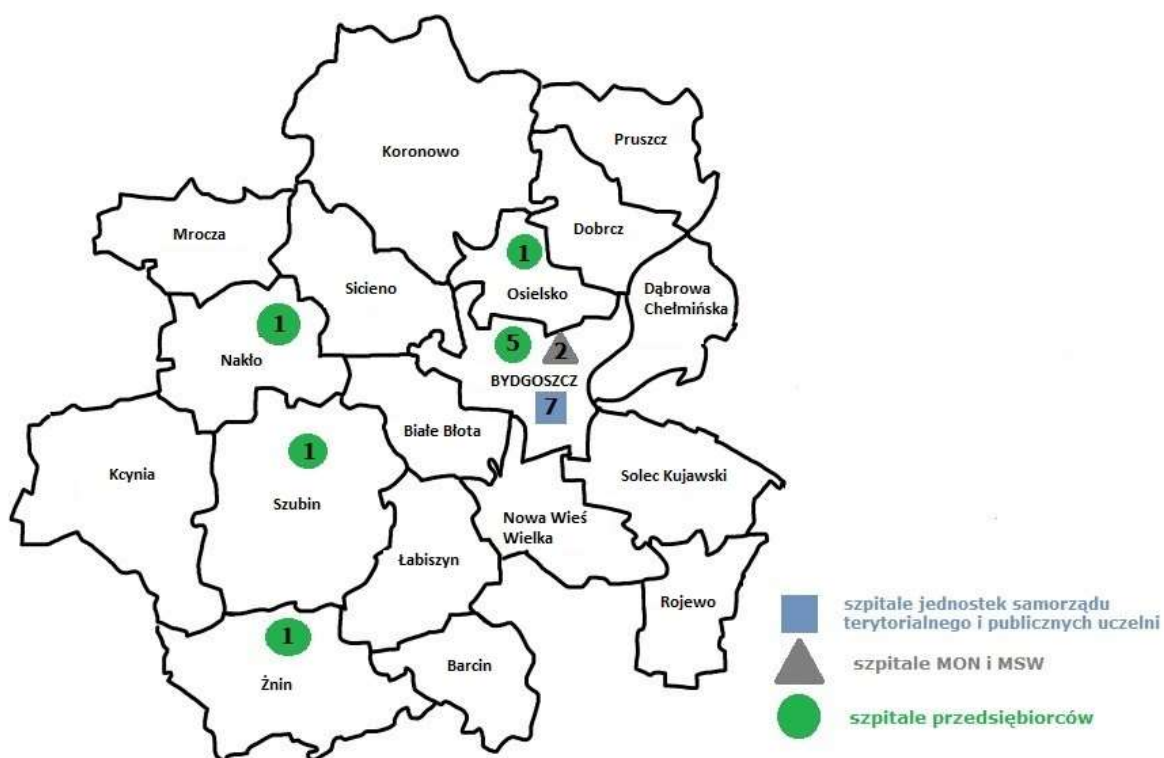 Koronowo
Pruszcz
Mrocza
Dobrcz
1
Sicieno
Osielsko
Dąbrowa
Chełmińska
1
Nakło
5
2
BYDGOSZCZ
7
Białe Błota
Kcynia
1
Szubin
Solec Kujawski
Nowa Wieś
Wielka
Łabiszyn
Rojewo
1
Żnin
Barcin
szpitale jednostek samorządu
terytorialnego i publicznych uczelni
szpitale MON i MSW
szpitale przedsiębiorców